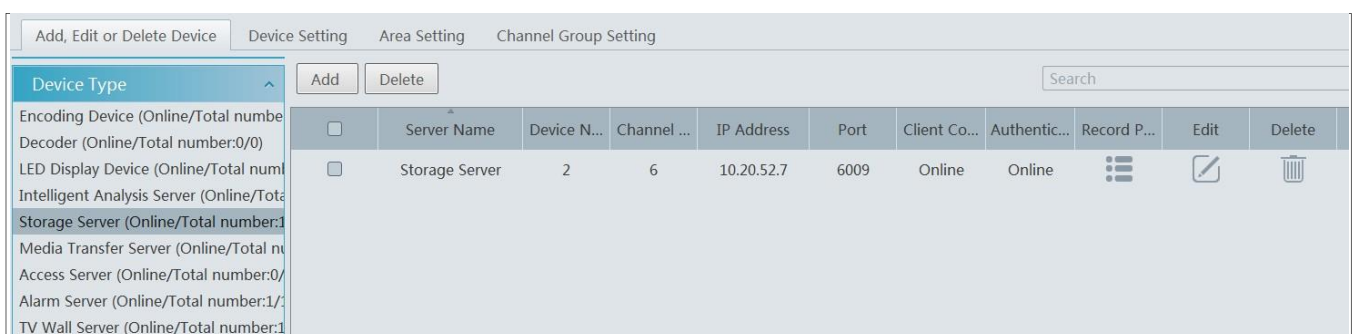 Add, Edit or Delete Device Device Setting Area Setting Channel Group Setting
Device Type Add Delete Search
Encoding Device (Online/Total numbe
Decoder (Online/Total number:0/0)
LED Display Device (Online/Total num
Intelligent Analysis Server (Online/Tota
Storage Server (Online/Total number:1
Media Transfer Server (Online/Total nu
Access Server (Online/Total number:0/
Alarm Server (Online/Total number:1/1
TV Wall Server (Online/Total number:1
Server Name Device N... Channel ... IP Address Port Client Co... Authentic... Record P... Edit Delete
Storage Server 2 6 10.20.52.7 6009 Online Online